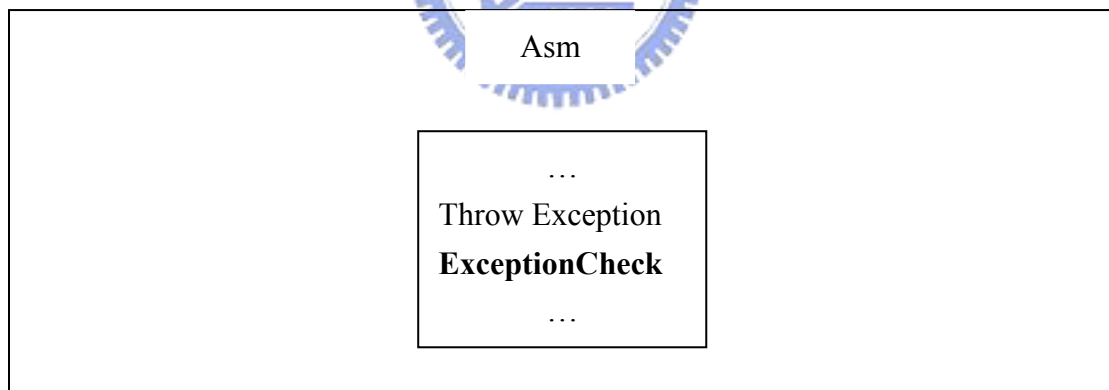 Asm
…
Throw Exception
ExceptionCheck
…